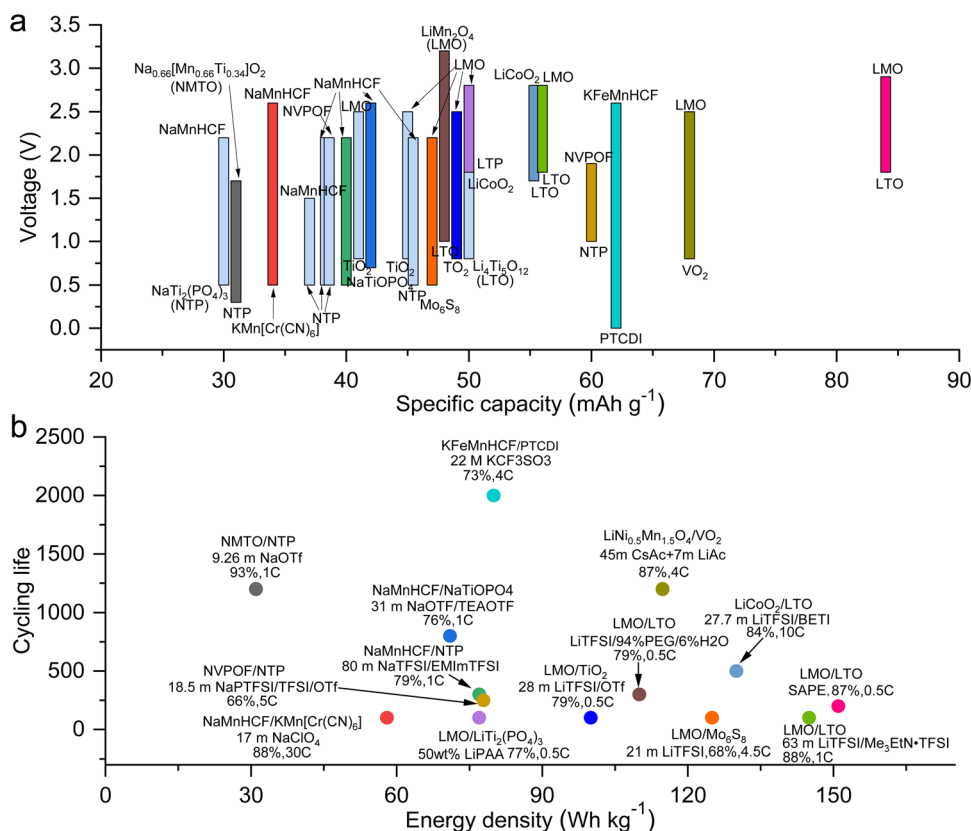 a
3.5
3.0
2.5
2.0
1.5
1.0
0.5
0.0
Voltage (V)
20
30
40
50
60
70
80
90
Specific capacity (mAh g⁻¹)
Na₀.₆₆[Mn₀.₆₆Ti₀.₃₄]O₂
(NMTO)
NaMnHCF
NaTi₂(PO₄)₃
(NTP)
NTP
NaMnHCF
KMn[Cr(CN)₆]
NaMnHCF
NVPOF
LMO
NaMnHCF
NTP
TiO₂
NaTiOPO₄
LiMn₂O₄
(LMO)
LMO
TiO₂
NTP
Mo₆S₈
LTO
TO₂
LTP
LiCoO₂
Li₄Ti₅O₁₂
(LTO)
LiCoO₂
LMO
LTO
LTO
NVPOF
NTP
KFeMnHCF
PTCDI
LMO
VO₂
LMO
LTO
b
2500
2000
1500
1000
500
0
Cycling life
0
30
60
90
120
150
Energy density (Wh kg⁻¹)
KFeMnHCF/PTCDI
22 M KCF3SO3
73%,4C
NMTO/NTP
9.26 m NaOTf
93%,1C
LiNi₀.₅Mn₁.₅O₄/VO₂
45m CsAc+7m LiAc
87%,4C
NaMnHCF/NaTiOPO4
31 m NaOTF/TEAOTF
76%,1C
LiCoO₂/LTO
27.7 m LiTFSI/BETI
84%,10C
LMO/LTO
LiTFSI/94%PEG/6%H2O
79%,0.5C
NaMnHCF/NTP
80 m NaTFSI/EMImTFSI
79%,1C
NVPOF/NTP
18.5 m NaPTFSI/TFSI/OTf
66%,5C
LMO/TiO₂
28 m LiTFSI/OTf
79%,0.5C
LMO/LTO
SAPE,87%,0.5C
NaMnHCF/KMn[Cr(CN)₆]
17 m NaClO₄
88%,30C
LMO/LiTi₂(PO₄)₃
50wt% LiPAA 77%,0.5C
LMO/Mo₆S₈
21 m LiTFSI,68%,4.5C
LMO/LTO
63 m LiTFSI/Me₃EtN•TFSI
88%,1C